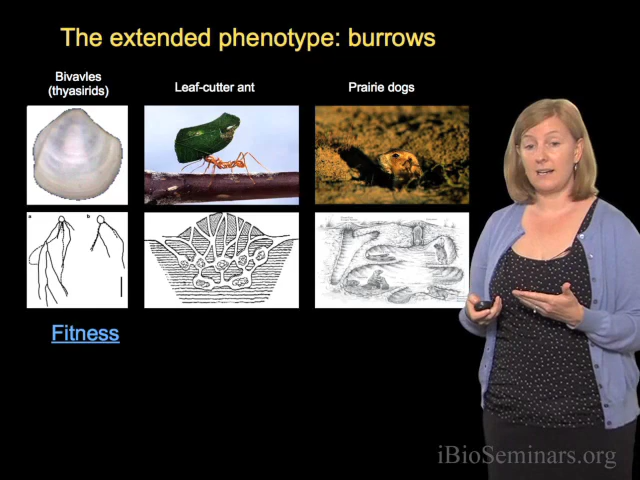 The extended phenotype: burrows
Bivavles
(thyasirids)
Leaf-cutter ant
Prairie dogs
a
b
Fitness
iBioSeminars.org